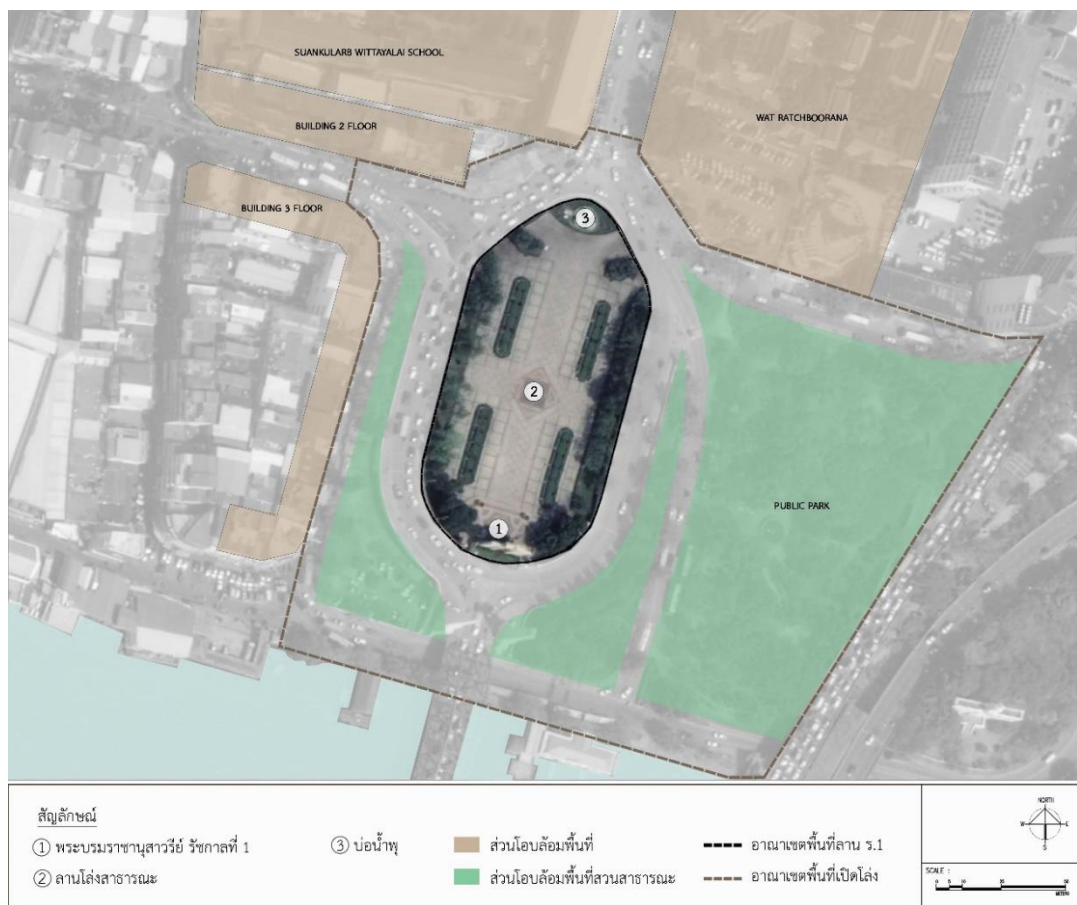 SUANKULARB WITTAYALAI SCHOOL
BUILDING 2 FLOOR
WAT RATCHBOORANA
BUILDING 3 FLOOR
3
2
PUBLIC PARK
1
สัญลักษณ์
1 พระบรมราชานุสาวรีย์ รัชกาลที่ 1
2 ลานโล่งสาธารณะ
3 บ่อน้ำพุ
ส่วนโอบล้อมพื้นที่
ส่วนโอบล้อมพื้นที่สวนสาธารณะ
อาณาเขตพื้นที่ลาน ร.1
อาณาเขตพื้นที่เปิดโล่ง
NORTH
W E
S
SCALE :
0 5 10 25 50
METERS